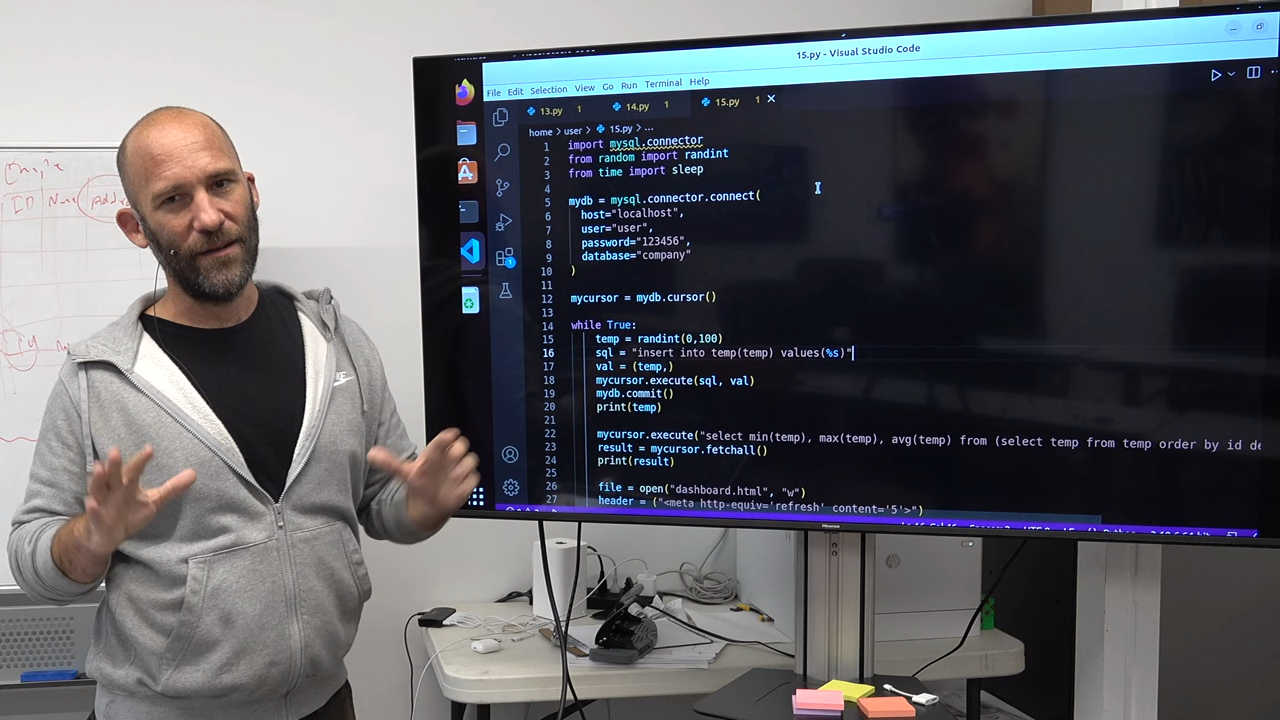 15.py - Visual Studio Code
File Edit Selection View Go Run Terminal Help
13.py 1 14.py 1 15.py 1
home > user > 15.py > ...
1 import mysql.connector
2 from random import randint
3 from time import sleep
4
5 mydb = mysql.connector.connect(
6 host="localhost",
7 user="user",
8 password="123456",
9 database="company"
10 )
11
12 mycursor = mydb.cursor()
13
14 while True:
15 temp = randint(0,100)
16 sql = "insert into temp(temp) values(%s)"
17 val = (temp,)
18 mycursor.execute(sql, val)
19 mydb.commit()
20 print(temp)
21
22 mycursor.execute("select min(temp), max(temp), avg(temp) from (select temp from temp order by id de
23 result = mycursor.fetchall()
24 print(result)
25
26 file = open("dashboard.html", "w")
27 header = ("<meta http-equiv='refresh' content='5'>")
Hisense
ID